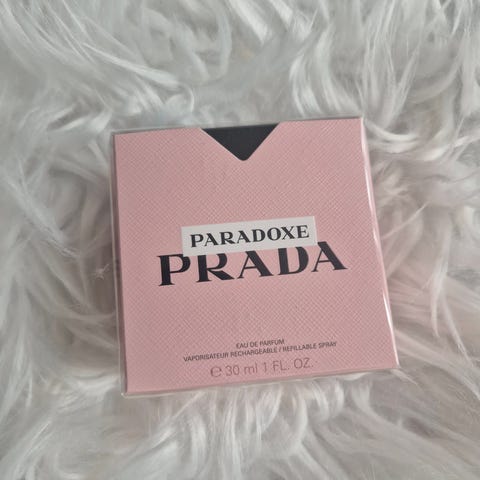 PARADOXE
PRADA
EAU DE PARFUM
VAPORISATEUR RECHARGEABLE / REFILLABLE SPRAY
℮ 30 ml 1 FL. OZ.